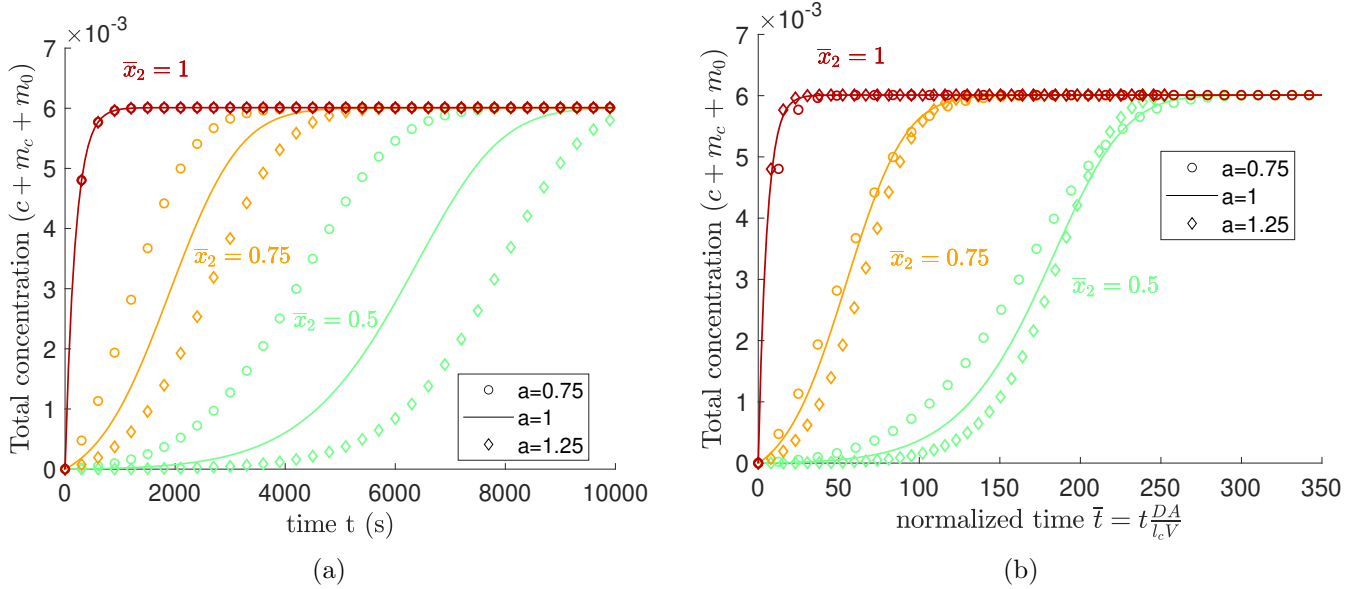 × 10⁻³
7
6
5
4
3
2
1
0
Total concentration (c + m_c + m_0)
x̅₂ = 1
x̅₂ = 0.75
x̅₂ = 0.5
a=0.75
a=1
a=1.25
0 2000 4000 6000 8000 10000
time t (s)
(a)
× 10⁻³
7
6
5
4
3
2
1
0
Total concentration (c + m_c + m_0)
x̅₂ = 1
x̅₂ = 0.75
x̅₂ = 0.5
a=0.75
a=1
a=1.25
0 50 100 150 200 250 300 350
normalized time t̅ = t DA/l_cV
(b)